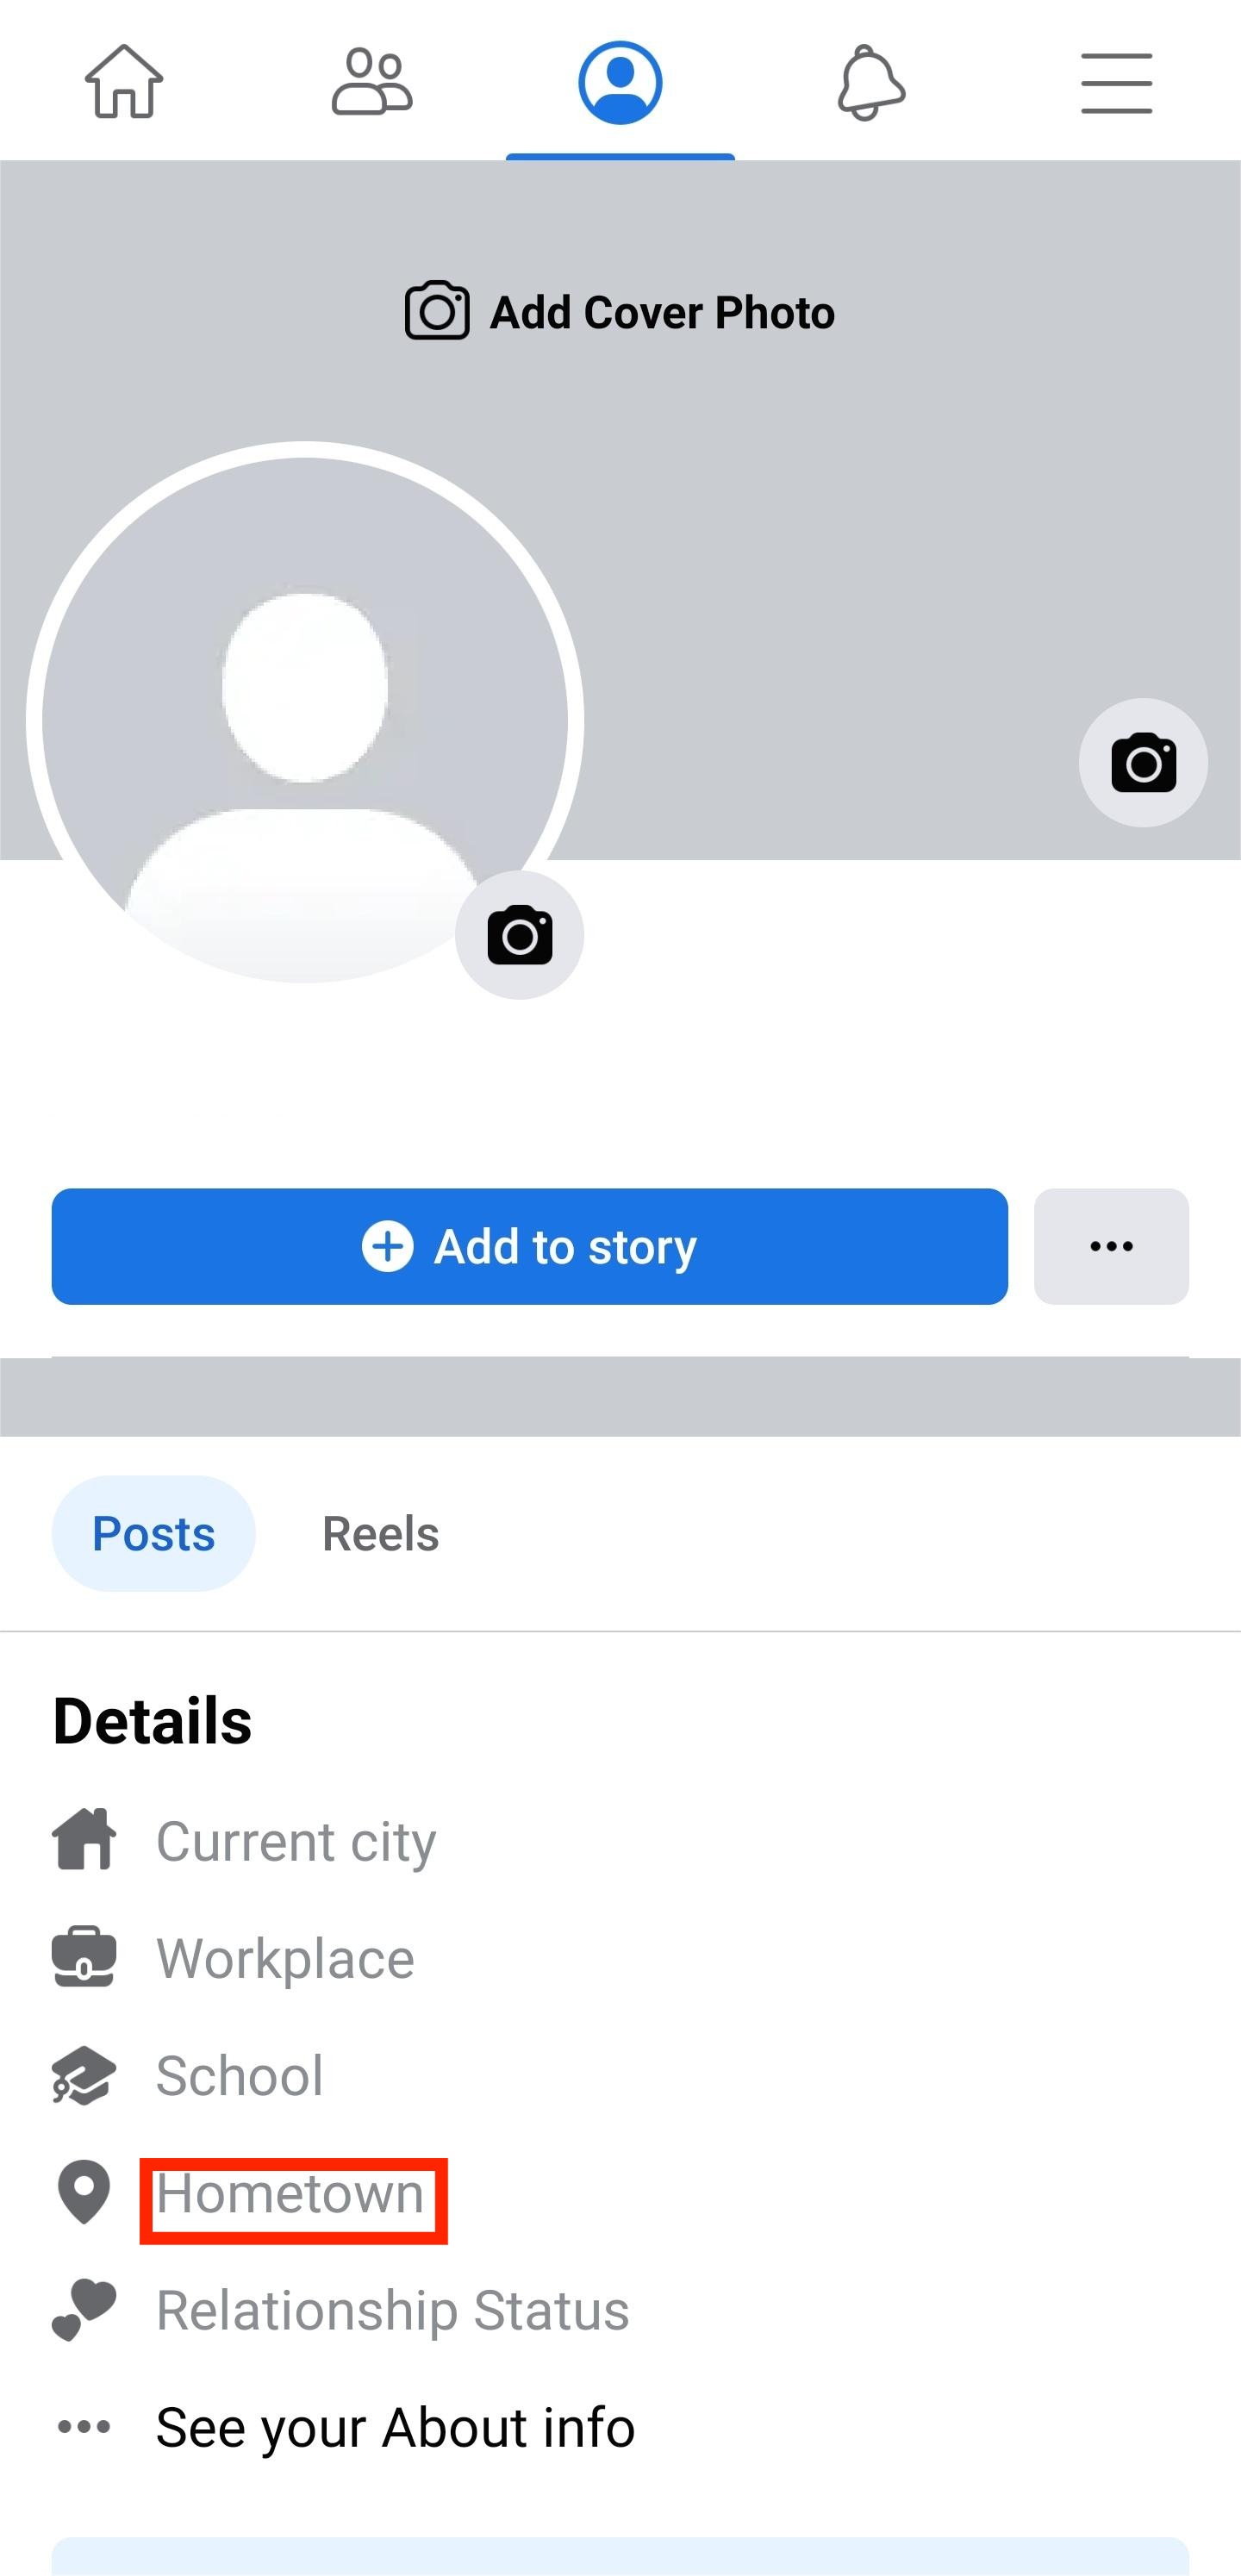 Add Cover Photo
Add to story
Posts Reels
Details
Current city
Workplace
School
Hometown
Relationship Status
See your About info